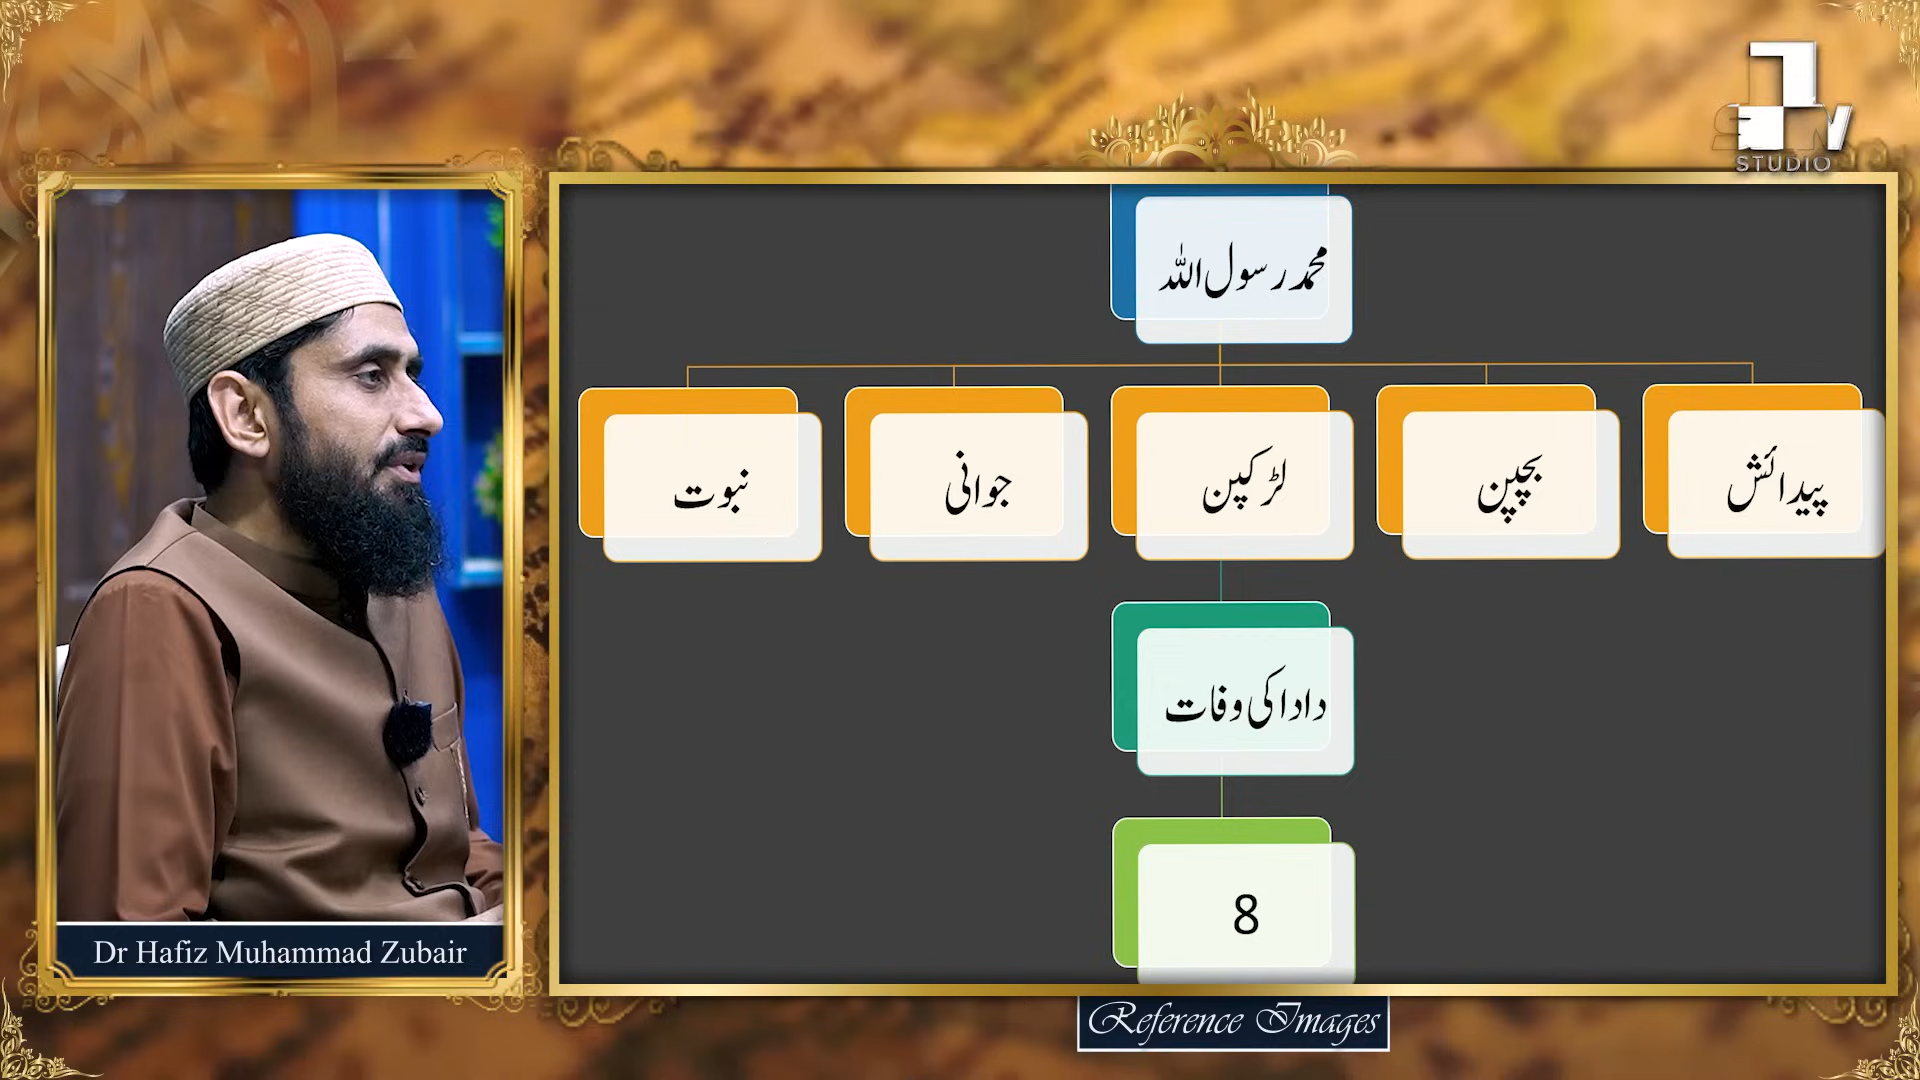 SUN
STUDIO
محمد رسول اللہ
پیدائش
بچپن
لڑکپن
جوانی
نبوت
دادا کی وفات
8
Dr Hafiz Muhammad Zubair
Reference Images